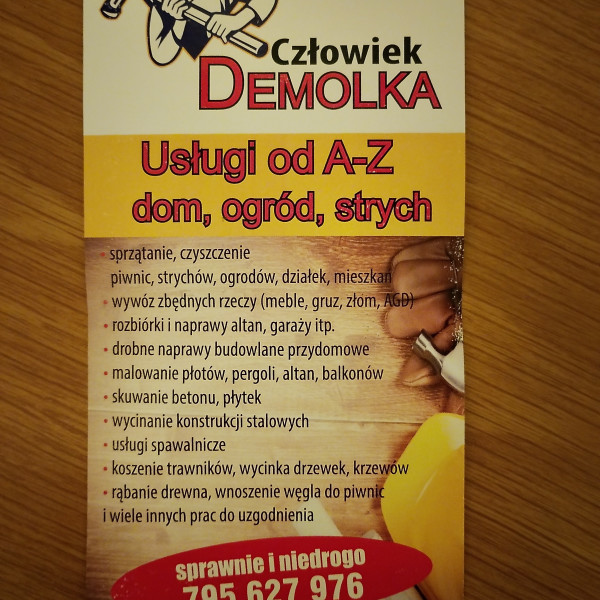 Człowiek
DEMOLKA
Usługi od A-Z
dom, ogród, strych
• sprzątanie, czyszczenie
piwnic, strychów, ogrodów, działek, mieszkań
• wywóz zbędnych rzeczy (meble, gruz, złom, AGD)
• rozbiórki i naprawy altan, garaży itp.
• drobne naprawy budowlane przydomowe
• malowanie płotów, pergoli, altan, balkonów
• skuwanie betonu, płytek
• wycinanie konstrukcji stalowych
• usługi spawalnicze
• koszenie trawników, wycinka drzewek, krzewów
• rąbanie drewna, wnoszenie węgla do piwnic
i wiele innych prac do uzgodnienia
sprawnie i niedrogo
795 627 976